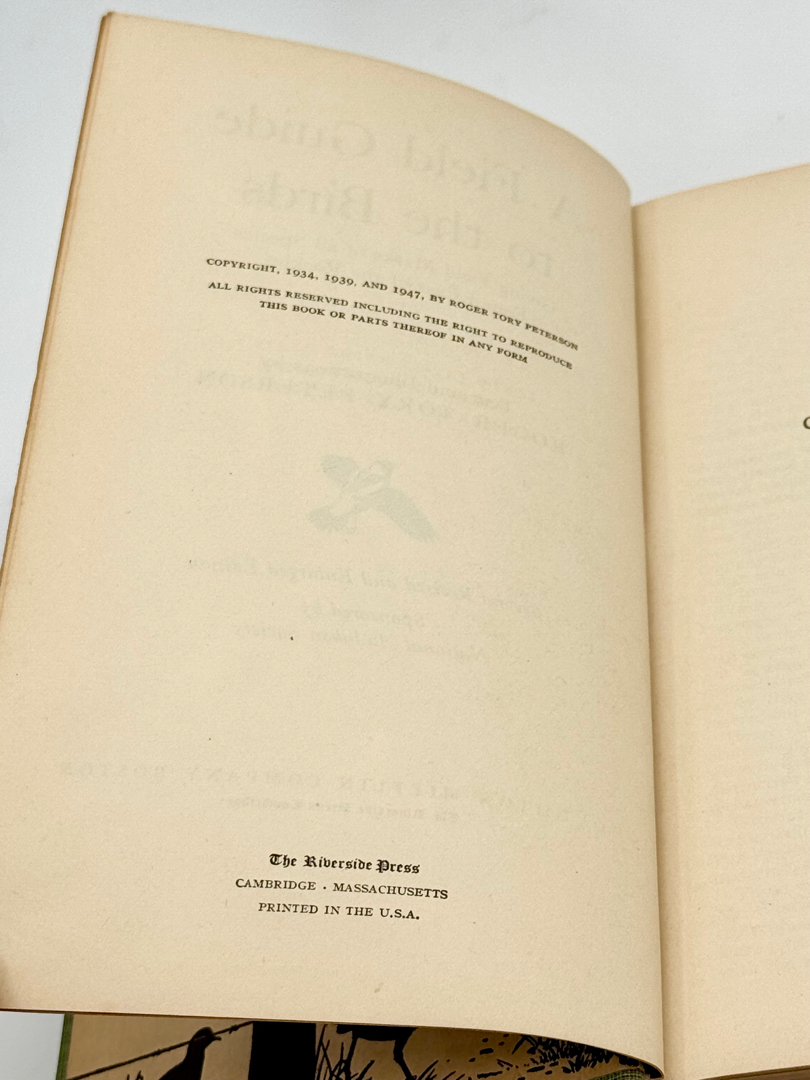 COPYRIGHT, 1934, 1939, AND 1947, BY ROGER TORY PETERSON
ALL RIGHTS RESERVED INCLUDING THE RIGHT TO REPRODUCE
THIS BOOK OR PARTS THEREOF IN ANY FORM
The Riverside Press
CAMBRIDGE · MASSACHUSETTS
PRINTED IN THE U.S.A.